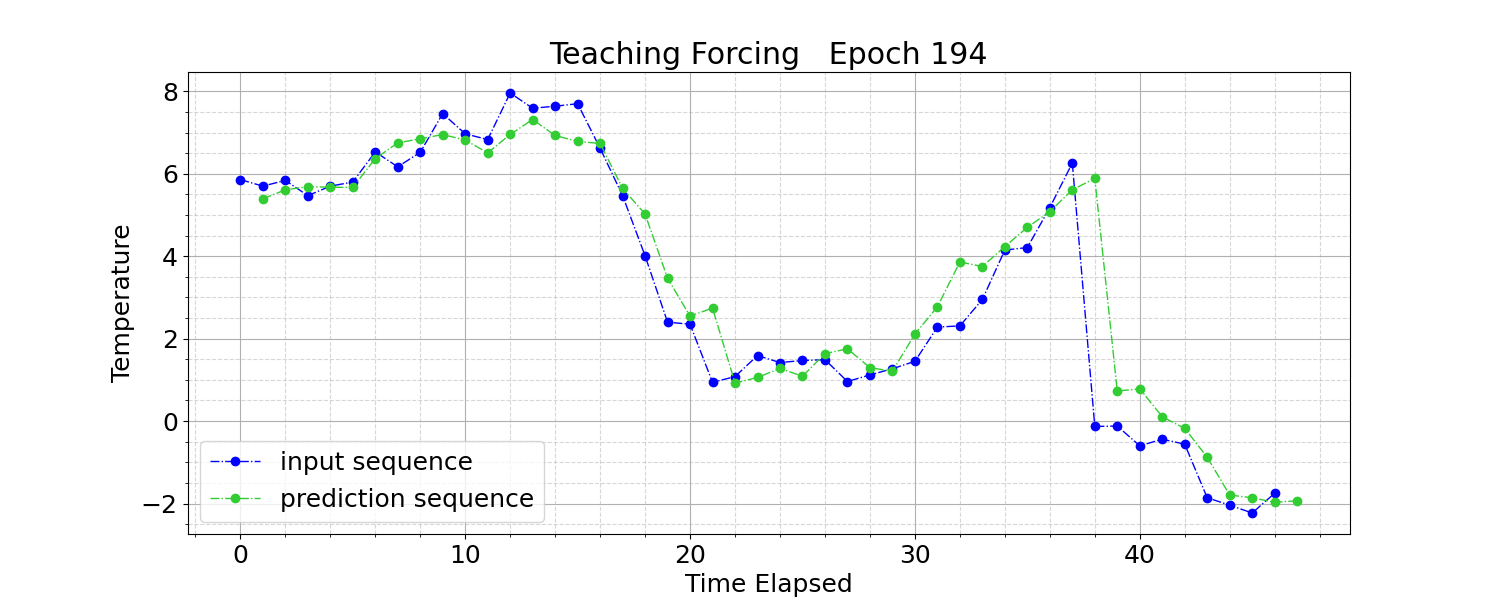 Teaching Forcing   Epoch 194
8
6
4
2
0
−2
Temperature
input sequence
prediction sequence
0 10 20 30 40
Time Elapsed